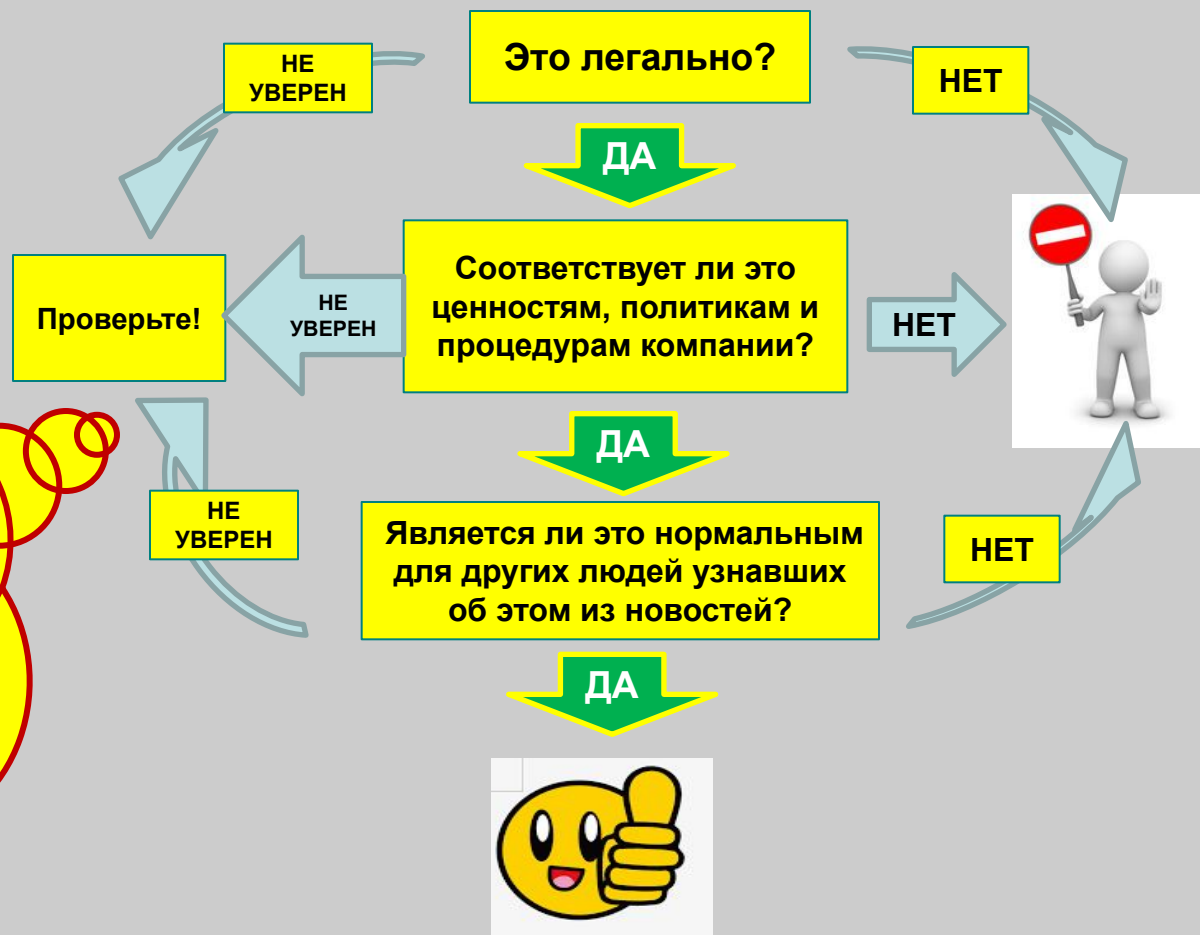 Это легально?
НЕ
УВЕРЕН
НЕТ
ДА
Соответствует ли это
ценностям, политикам и
процедурам компании?
Проверьте!
НЕ
УВЕРЕН
НЕТ
ДА
Является ли это нормальным
для других людей узнавших
об этом из новостей?
НЕ
УВЕРЕН
НЕТ
ДА